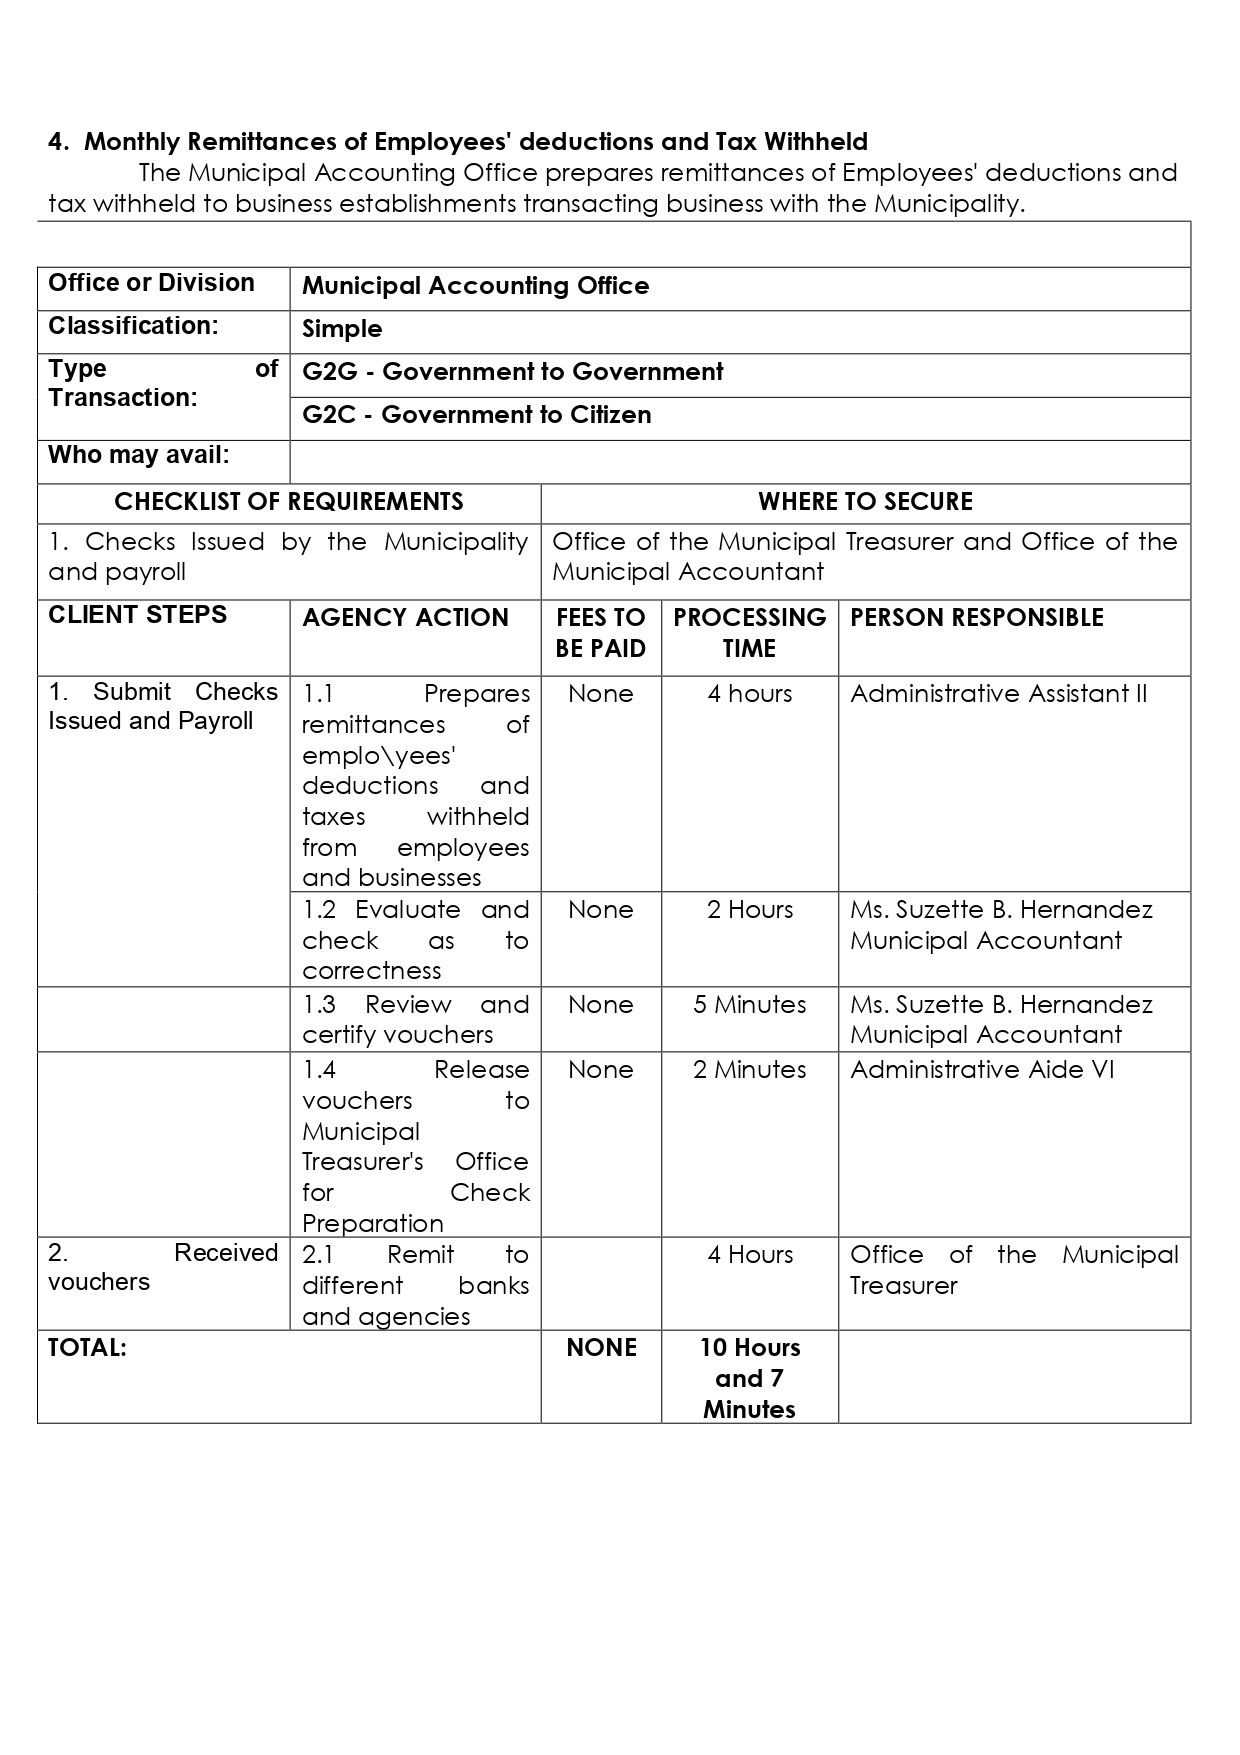 4. Monthly Remittances of Employees' deductions and Tax Withheld
The Municipal Accounting Office prepares remittances of Employees' deductions and
tax withheld to business establishments transacting business with the Municipality.
Office or Division
Municipal Accounting Office
Classification:
Simple
Type of
Transaction:
G2G - Government to Government
G2C - Government to Citizen
Who may avail:
CHECKLIST OF REQUIREMENTS
WHERE TO SECURE
1. Checks Issued by the Municipality
and payroll
Office of the Municipal Treasurer and Office of the
Municipal Accountant
CLIENT STEPS
AGENCY ACTION
FEES TO
BE PAID
PROCESSING
TIME
PERSON RESPONSIBLE
1. Submit Checks
Issued and Payroll
1.1 Prepares
remittances of
emplo\yees'
deductions and
taxes withheld
from employees
and businesses
None
4 hours
Administrative Assistant II
1.2 Evaluate and
check as to
correctness
None
2 Hours
Ms. Suzette B. Hernandez
Municipal Accountant
1.3 Review and
certify vouchers
None
5 Minutes
Ms. Suzette B. Hernandez
Municipal Accountant
1.4 Release
vouchers to
Municipal
Treasurer's Office
for Check
Preparation
None
2 Minutes
Administrative Aide VI
2. Received
vouchers
2.1 Remit to
different banks
and agencies
4 Hours
Office of the Municipal
Treasurer
TOTAL:
NONE
10 Hours
and 7
Minutes